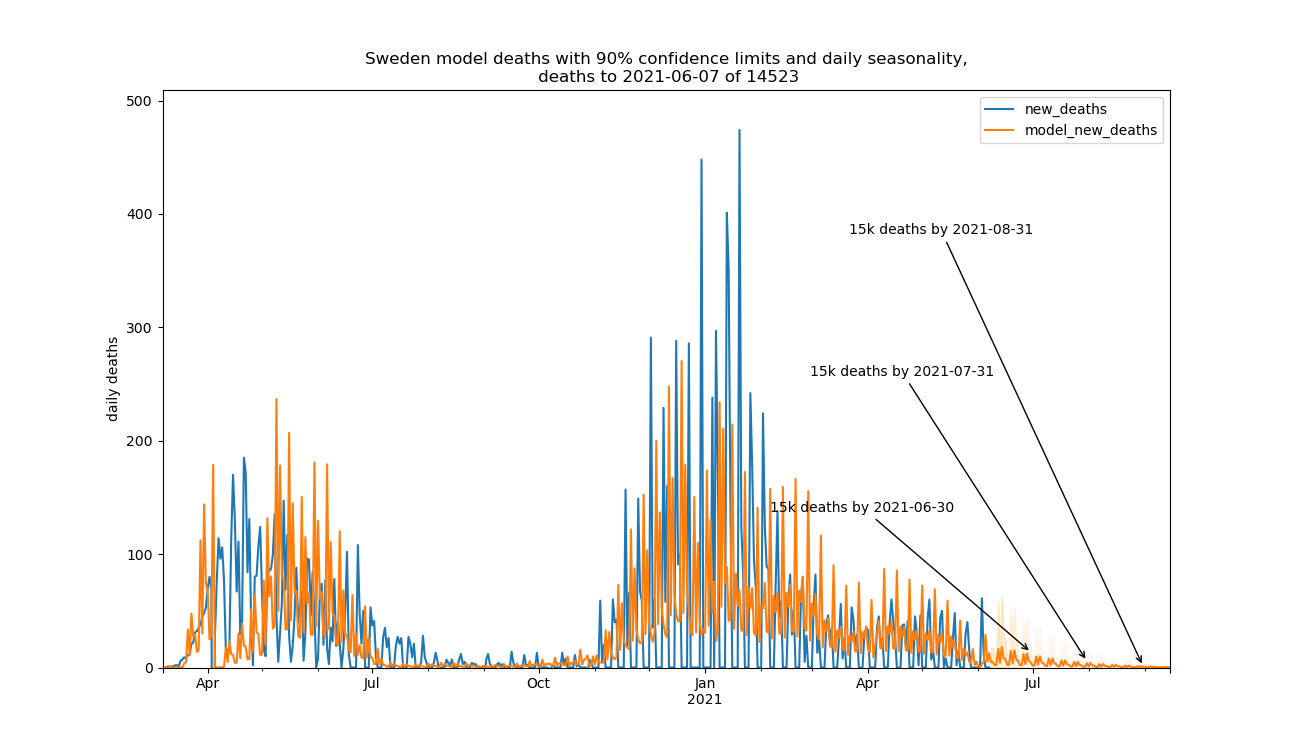 Sweden model deaths with 90% confidence limits and daily seasonality,
deaths to 2021-06-07 of 14523
new_deaths
model_new_deaths
daily deaths
500
400
300
200
100
0
15k deaths by 2021-08-31
15k deaths by 2021-07-31
15k deaths by 2021-06-30
Apr
Jul
Oct
Jan
2021
Apr
Jul